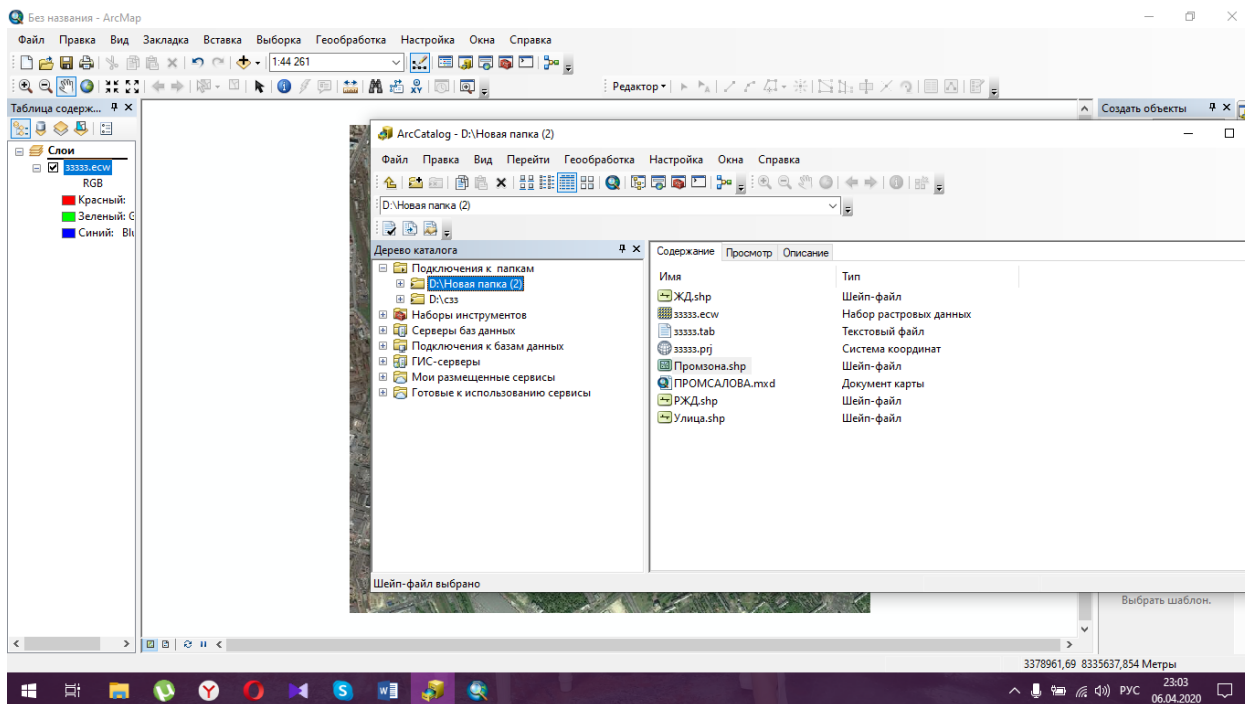 Без названия - ArcMap
Файл Правка Вид Закладка Вставка Выборка Геообработка Настройка Окна Справка
1:44 261
Редактор
Таблица содерж...
Создать объекты
Слои
33333.ecw
RGB
Красный:
Зеленый: G
Синий: Blu
ArcCatalog - D:\Новая папка (2)
Файл Правка Вид Перейти Геообработка Настройка Окна Справка
D:\Новая папка (2)
Дерево каталога
Подключения к папкам
D:\Новая папка (2)
D:\сзз
Наборы инструментов
Серверы баз данных
Подключения к базам данных
ГИС-серверы
Мои размещенные сервисы
Готовые к использованию сервисы
Содержание Просмотр Описание
Имя Тип
ЖД.shp Шейп-файл
33333.ecw Набор растровых данных
33333.tab Текстовый файл
33333.prj Система координат
Промзона.shp Шейп-файл
ПРОМСАЛОВА.mxd Документ карты
РЖД.shp Шейп-файл
Улица.shp Шейп-файл
Шейп-файл выбрано
Выбрать шаблон.
3378961,69 8335637,854 Метры
РУС
23:03
06.04.2020